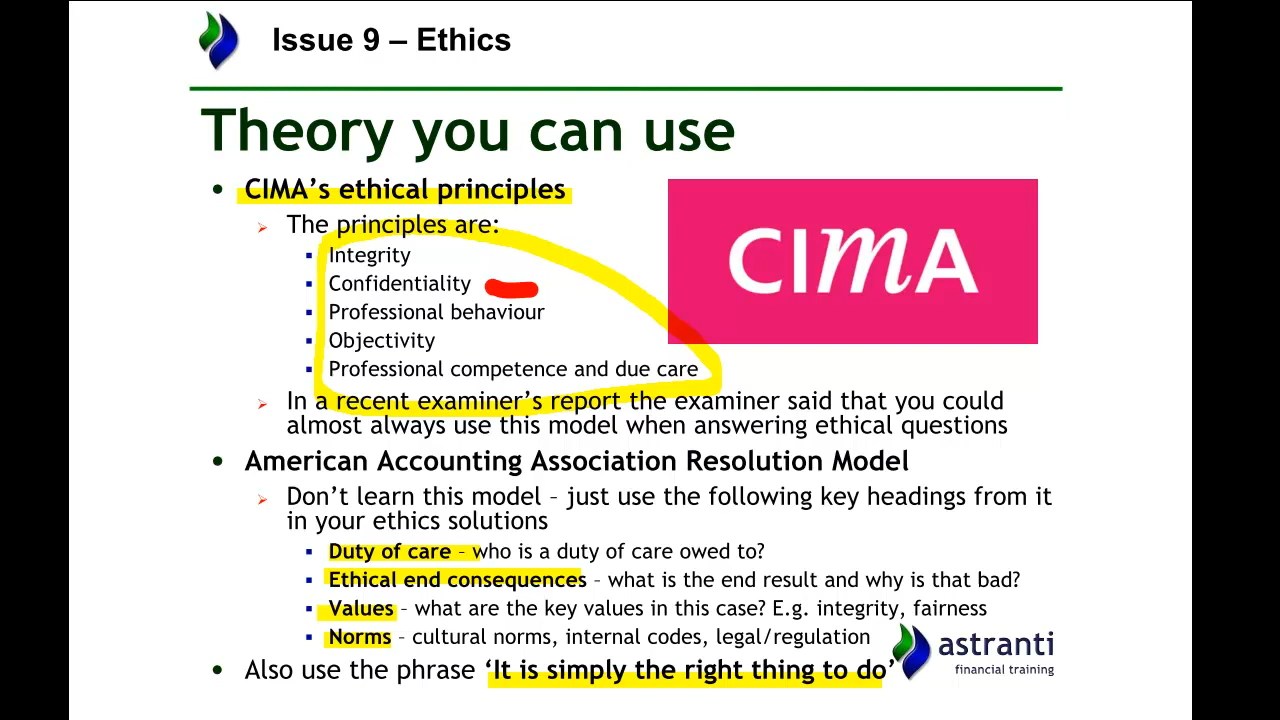 Issue 9 – Ethics
Theory you can use
• CIMA's ethical principles
The principles are:
▪ Integrity
▪ Confidentiality
▪ Professional behaviour
▪ Objectivity
▪ Professional competence and due care
In a recent examiner's report the examiner said that you could
almost always use this model when answering ethical questions
CIMA
• American Accounting Association Resolution Model
Don't learn this model – just use the following key headings from it
in your ethics solutions
▪ Duty of care – who is a duty of care owed to?
▪ Ethical end consequences – what is the end result and why is that bad?
▪ Values – what are the key values in this case? E.g. integrity, fairness
▪ Norms – cultural norms, internal codes, legal/regulation
• Also use the phrase 'It is simply the right thing to do'
astranti
financial training